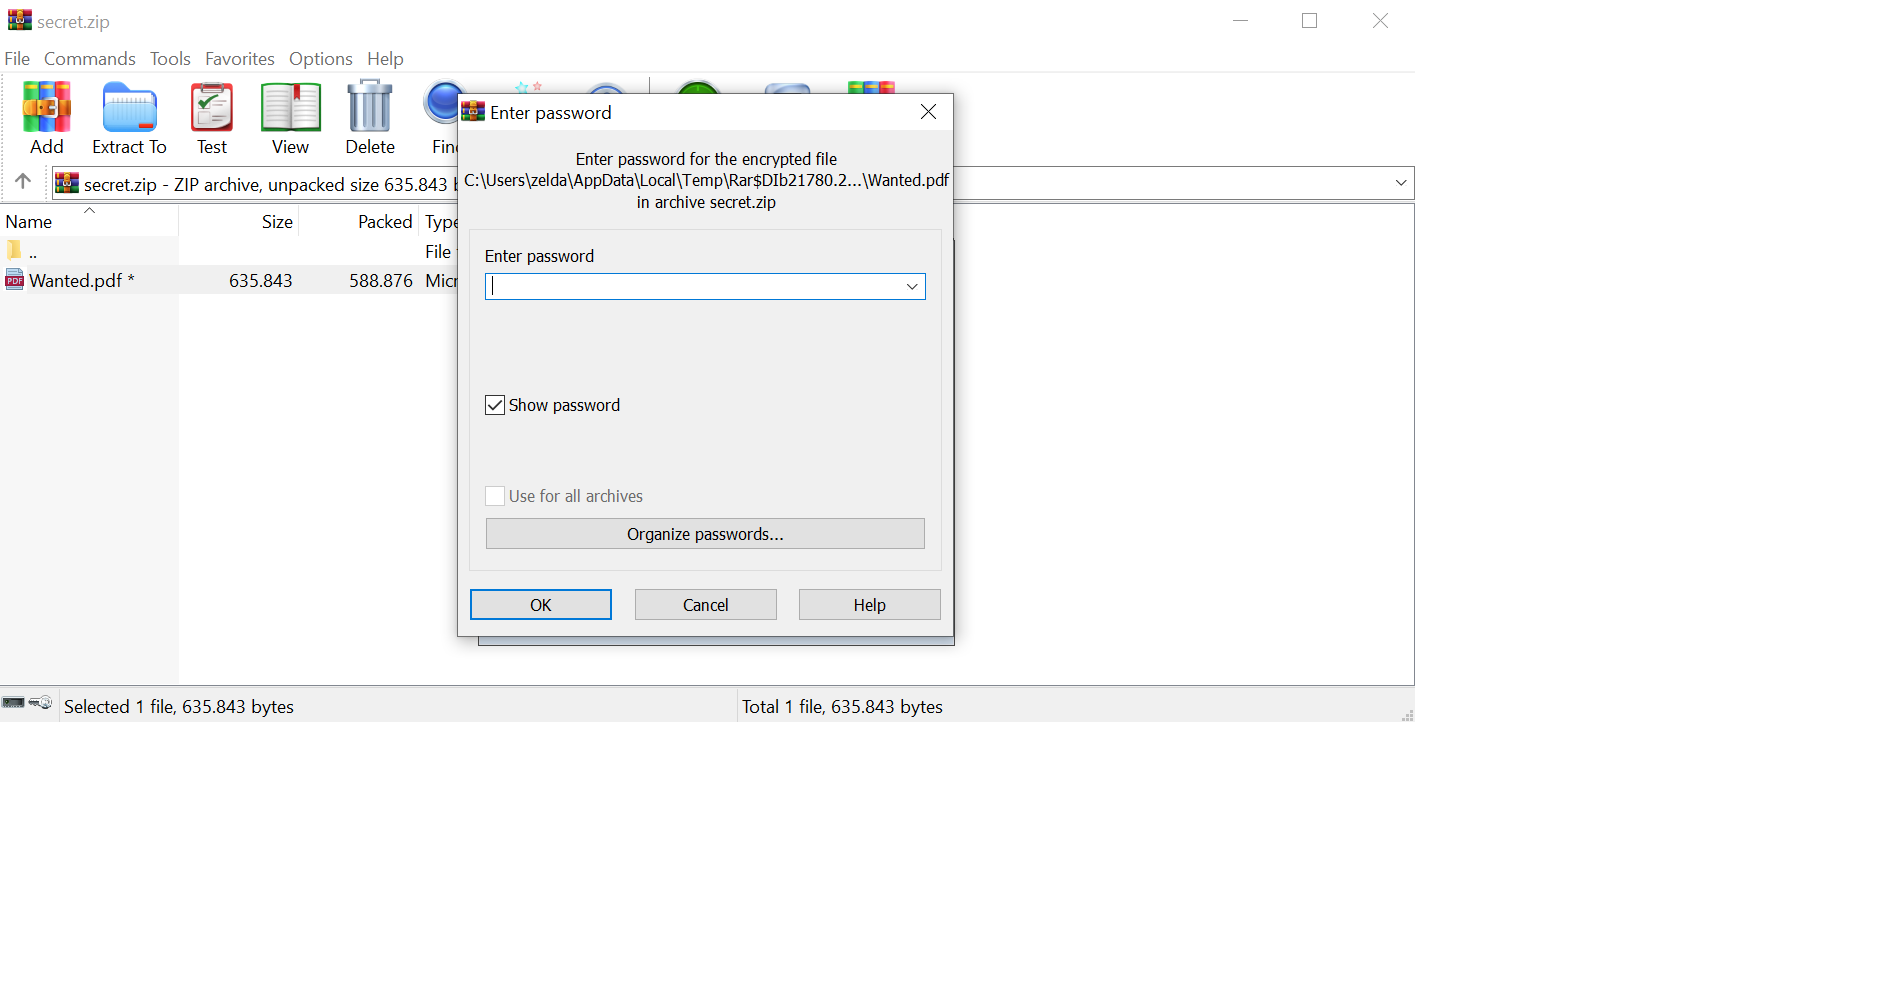 secret.zip
File Commands Tools Favorites Options Help
Add Extract To Test View Delete
secret.zip - ZIP archive, unpacked size 635.843
Name Size Packed Type
.. File
Wanted.pdf * 635.843 588.876
Enter password
Enter password for the encrypted file
C:\Users\zelda\AppData\Local\Temp\Rar$DIb21780.2...\Wanted.pdf
in archive secret.zip
Enter password
Show password
Use for all archives
Organize passwords...
OK Cancel Help
Selected 1 file, 635.843 bytes Total 1 file, 635.843 bytes